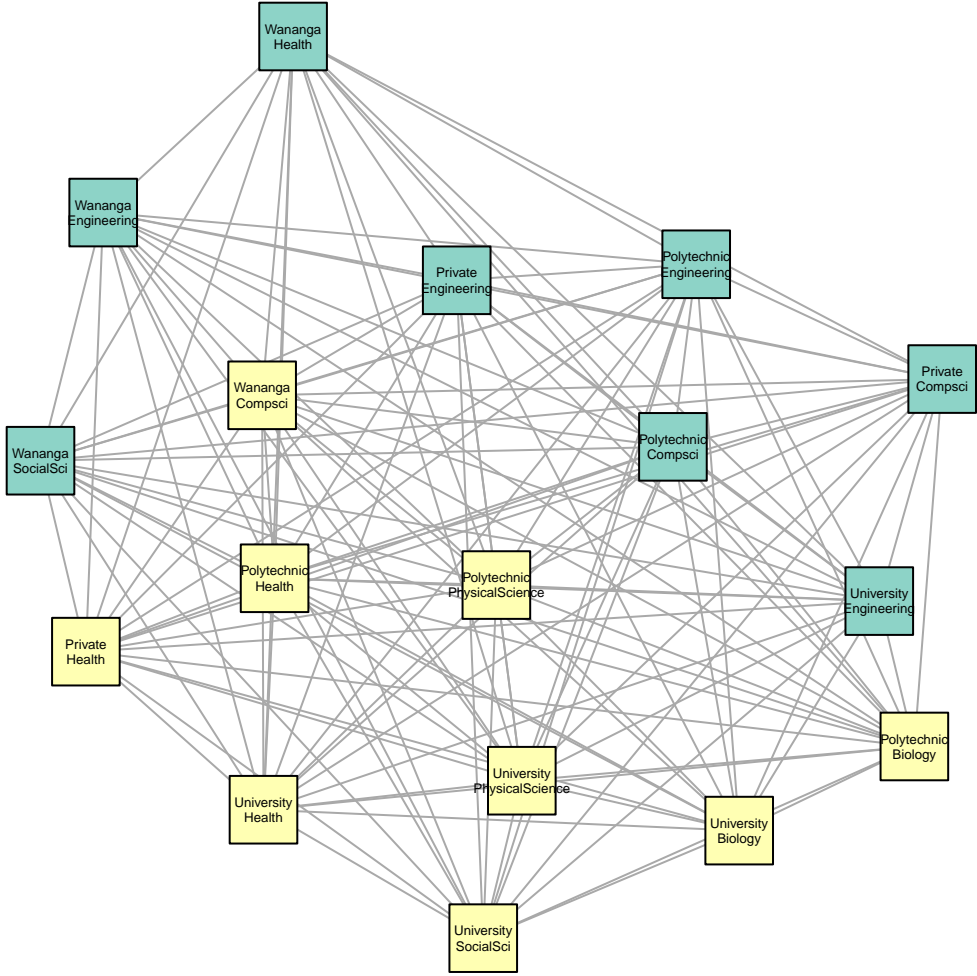 Wananga
Health
Wananga
Engineering
Polytechnic
Engineering
Private
Engineering
Private
Compsci
Wananga
Compsci
Polytechnic
Compsci
Wananga
SocialSci
Polytechnic
Health
Polytechnic
PhysicalScience
University
Engineering
Private
Health
Polytechnic
Biology
University
PhysicalScience
University
Health
University
Biology
University
SocialSci